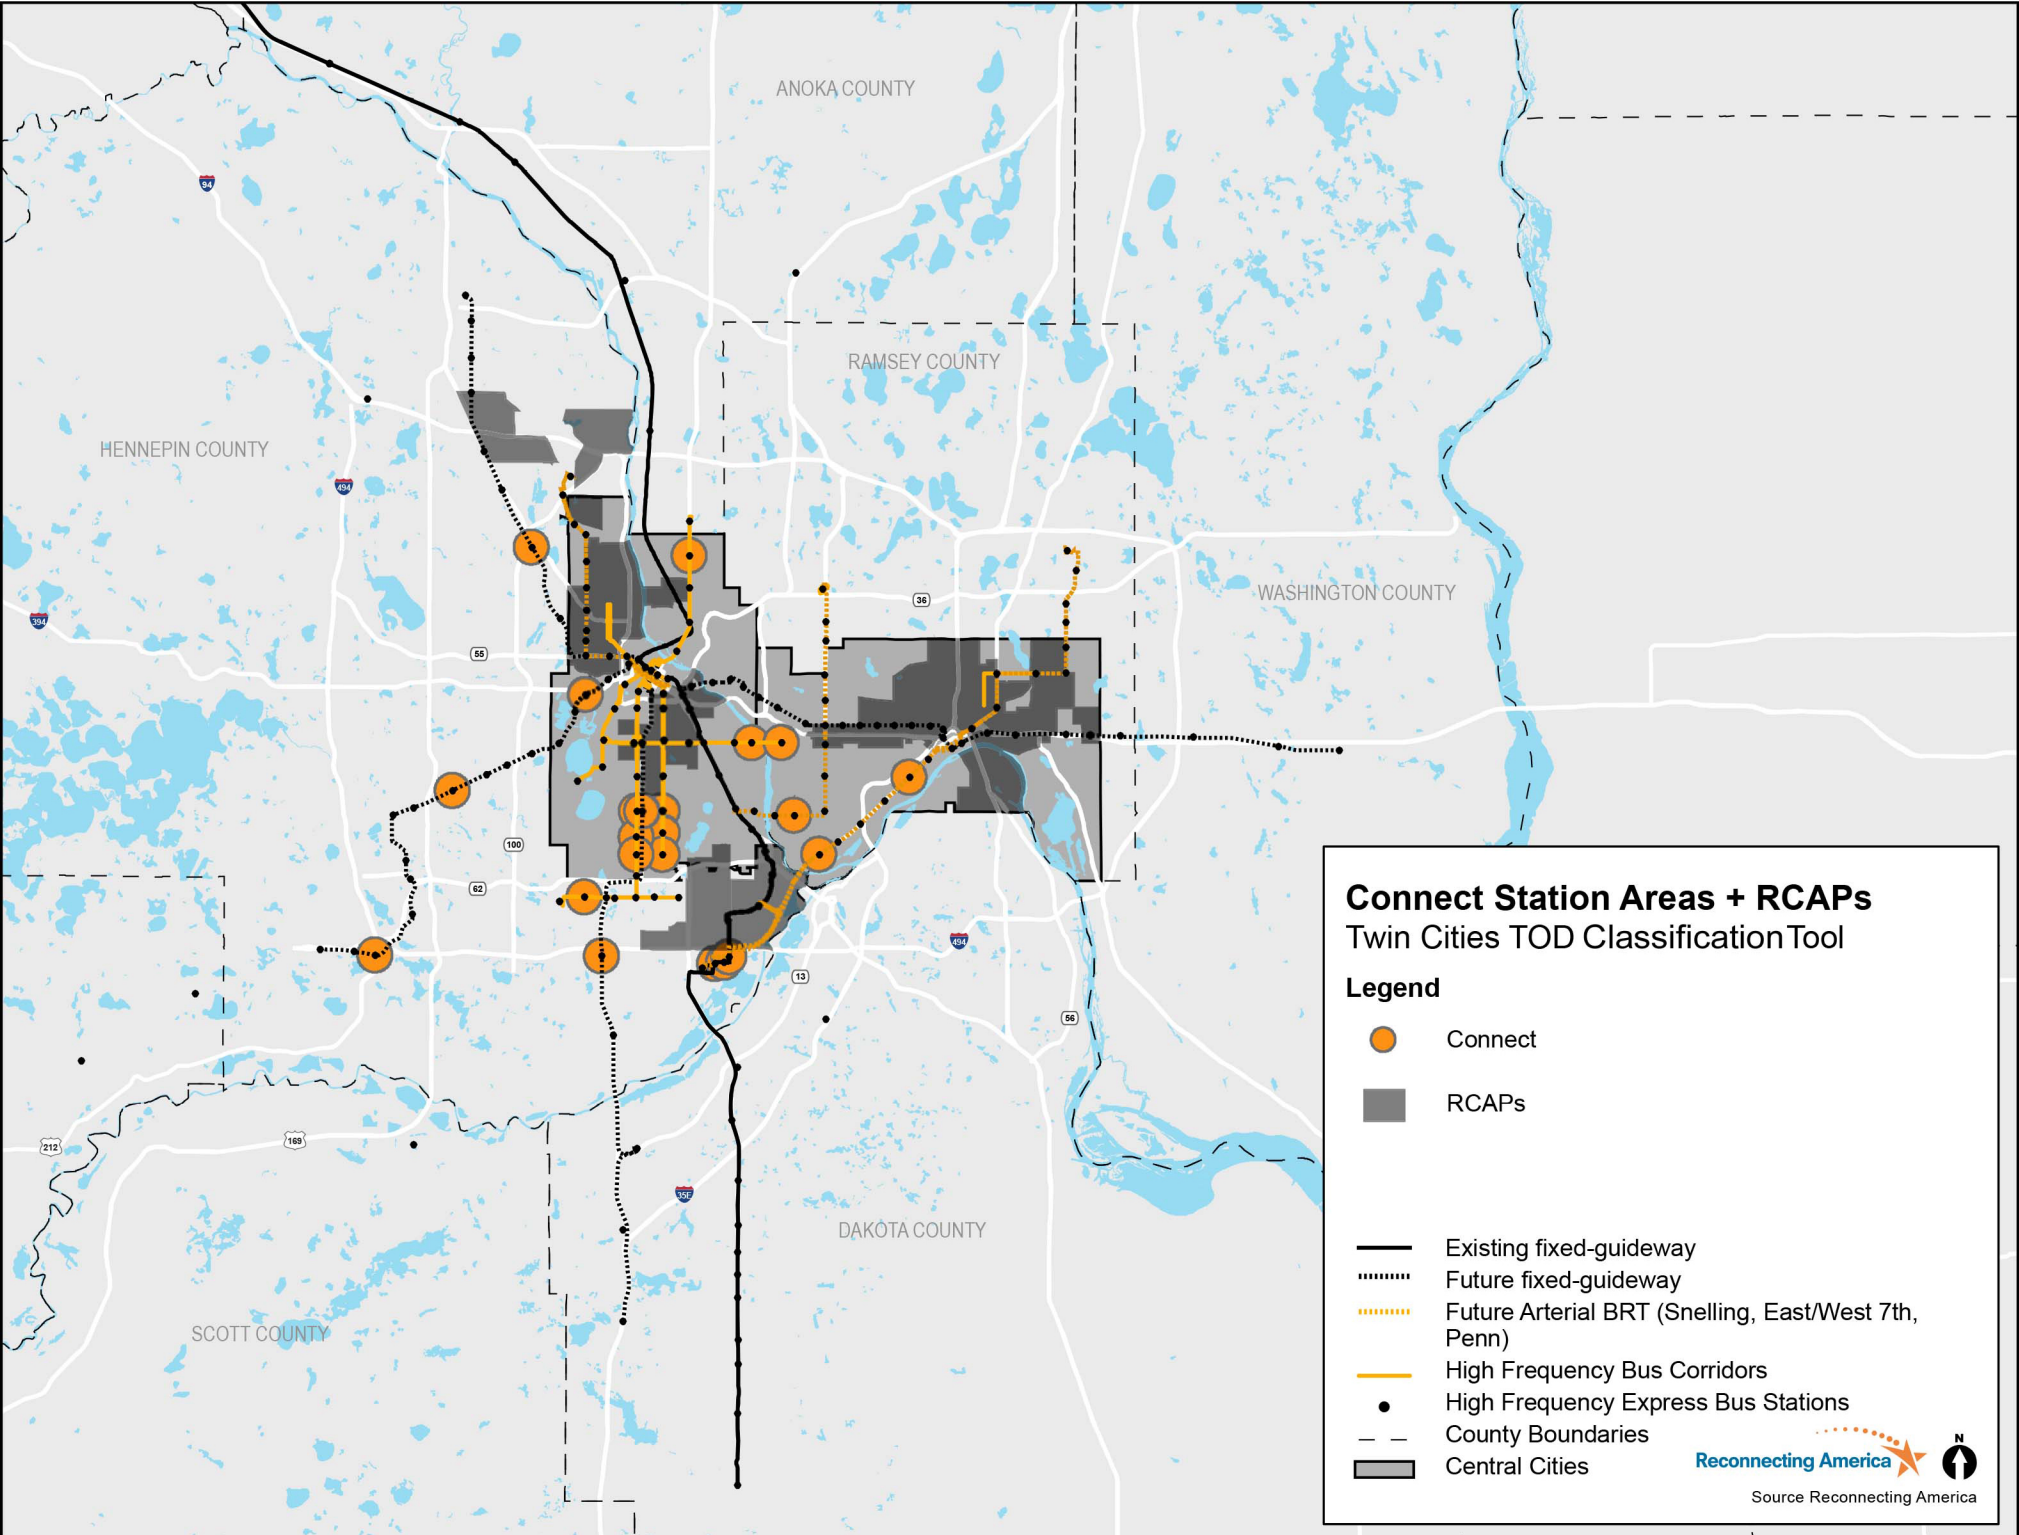 ANOKA COUNTY
94
RAMSEY COUNTY
HENNEPIN COUNTY
494
WASHINGTON COUNTY
36
394
55
100
62
494
13
56
212
169
35E
DAKOTA COUNTY
SCOTT COUNTY
Connect Station Areas + RCAPs
Twin Cities TOD Classification Tool
Legend
Connect
RCAPs
Existing fixed-guideway
Future fixed-guideway
Future Arterial BRT (Snelling, East/West 7th,
Penn)
High Frequency Bus Corridors
High Frequency Express Bus Stations
County Boundaries
Central Cities
Reconnecting America
N
Source Reconnecting America